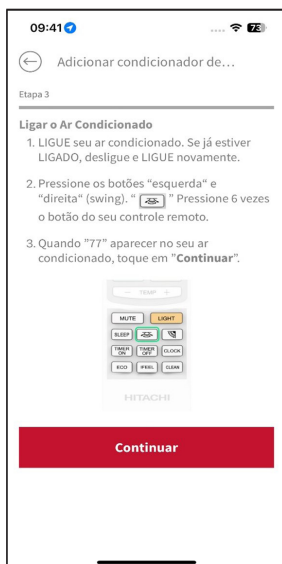 09:41
73
Adicionar condicionador de...
Etapa 3
Ligar o Ar Condicionado
1. LIGUE seu ar condicionado. Se já estiver
LIGADO, desligue e LIGUE novamente.
2. Pressione os botões “esquerda“ e
“direita“ (swing). “ ” Pressione 6 vezes
o botão do seu controle remoto.
3. Quando ”77” aparecer no seu ar
condicionado, toque em ”Continuar”.
− TEMP +
MUTE LIGHT
SLEEP
TIMER ON TIMER OFF CLOCK
ECO IFEEL CLEAN
HITACHI
Continuar